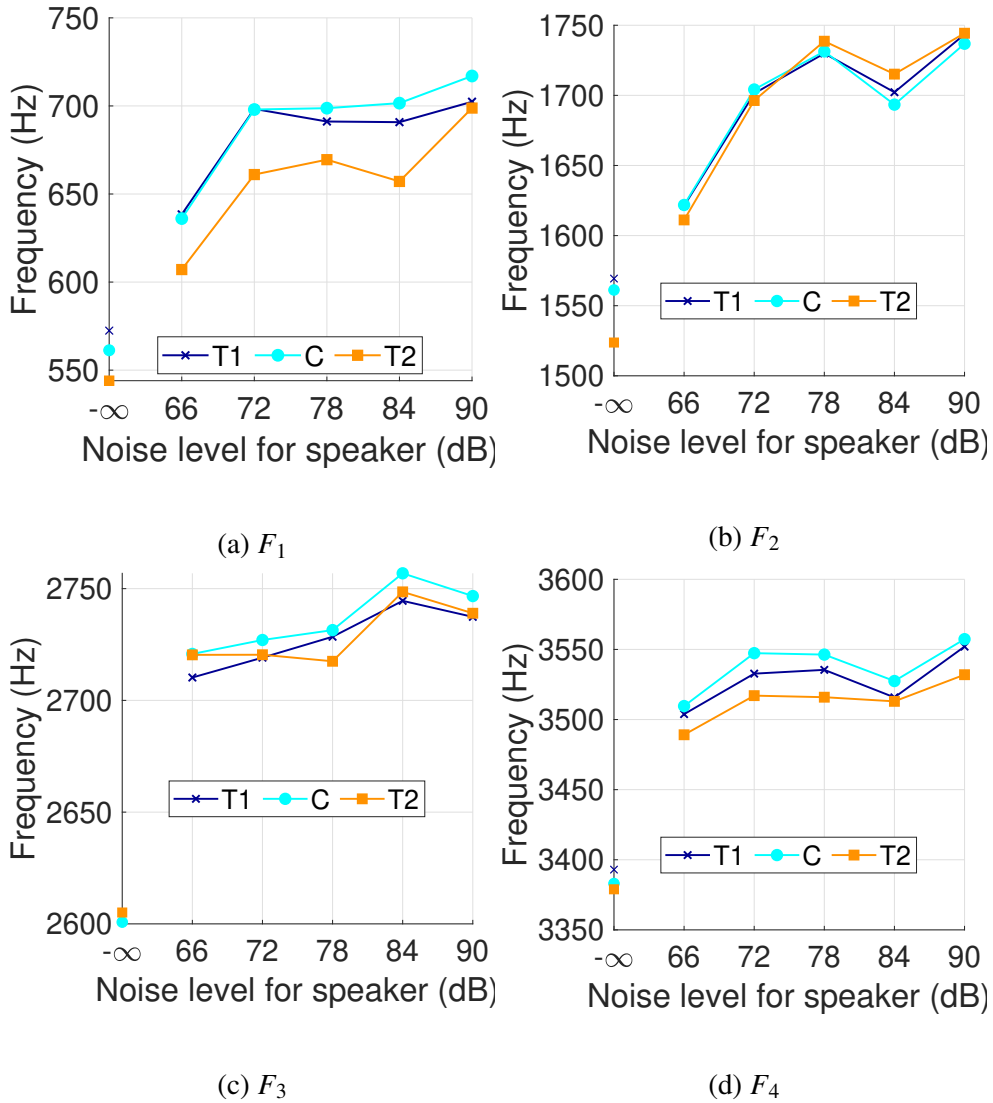 750
700
650
600
550
Frequency (Hz)
T1 C T2
-∞ 66 72 78 84 90
Noise level for speaker (dB)
(a) F1
1750
1700
1650
1600
1550
1500
Frequency (Hz)
T1 C T2
-∞ 66 72 78 84 90
Noise level for speaker (dB)
(b) F2
2750
2700
2650
2600
Frequency (Hz)
T1 C T2
-∞ 66 72 78 84 90
Noise level for speaker (dB)
(c) F3
3600
3550
3500
3450
3400
3350
Frequency (Hz)
T1 C T2
-∞ 66 72 78 84 90
Noise level for speaker (dB)
(d) F4